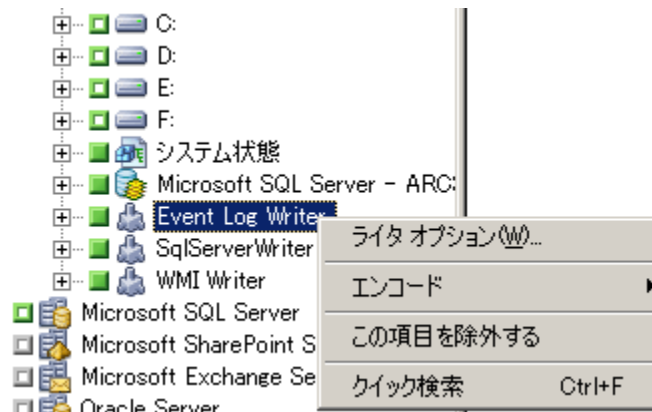 C:
D:
E:
F:
システム状態
Microsoft SQL Server - ARC
Event Log Writer
SqlServerWriter
WMI Writer
Microsoft SQL Server
Microsoft SharePoint S
Microsoft Exchange Se
Oracle Server
ライタ オプション(W)...
エンコード
この項目を除外する
クイック検索 Ctrl+F